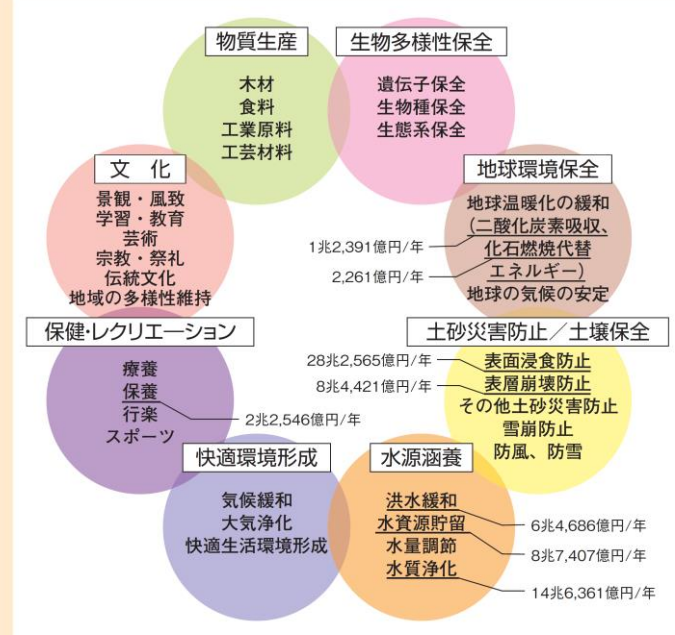 物質生産
木材
食料
工業原料
工芸材料
生物多様性保全
遺伝子保全
生物種保全
生態系保全
文 化
景観・風致
学習・教育
芸術
宗教・祭礼
伝統文化
地域の多様性維持
地球環境保全
地球温暖化の緩和
(二酸化炭素吸収、
化石燃焼代替
エネルギー)
地球の気候の安定
1兆2,391億円/年
2,261億円/年
保健・レクリエーション
療養
保養
行楽
スポーツ
2兆2,546億円/年
土砂災害防止/土壌保全
表面浸食防止
表層崩壊防止
その他土砂災害防止
雪崩防止
防風、防雪
28兆2,565億円/年
8兆4,421億円/年
快適環境形成
気候緩和
大気浄化
快適生活環境形成
水源涵養
洪水緩和
水資源貯留
水量調節
水質浄化
6兆4,686億円/年
8兆7,407億円/年
14兆6,361億円/年